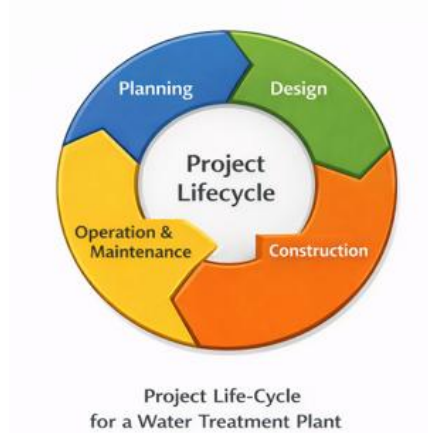 Planning
Design
Project
Lifecycle
Operation &
Maintenance
Construction
Project Life-Cycle
for a Water Treatment Plant